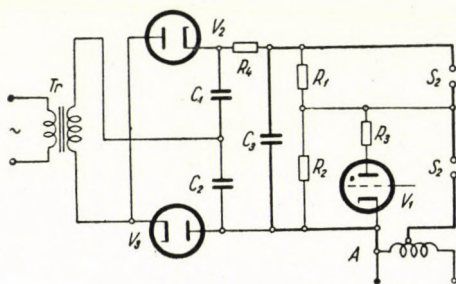 V₂
Tr
~
R₄
C₁
C₂
C₃
R₁
R₂
R₃
S₂
S₂
V₁
V₃
A